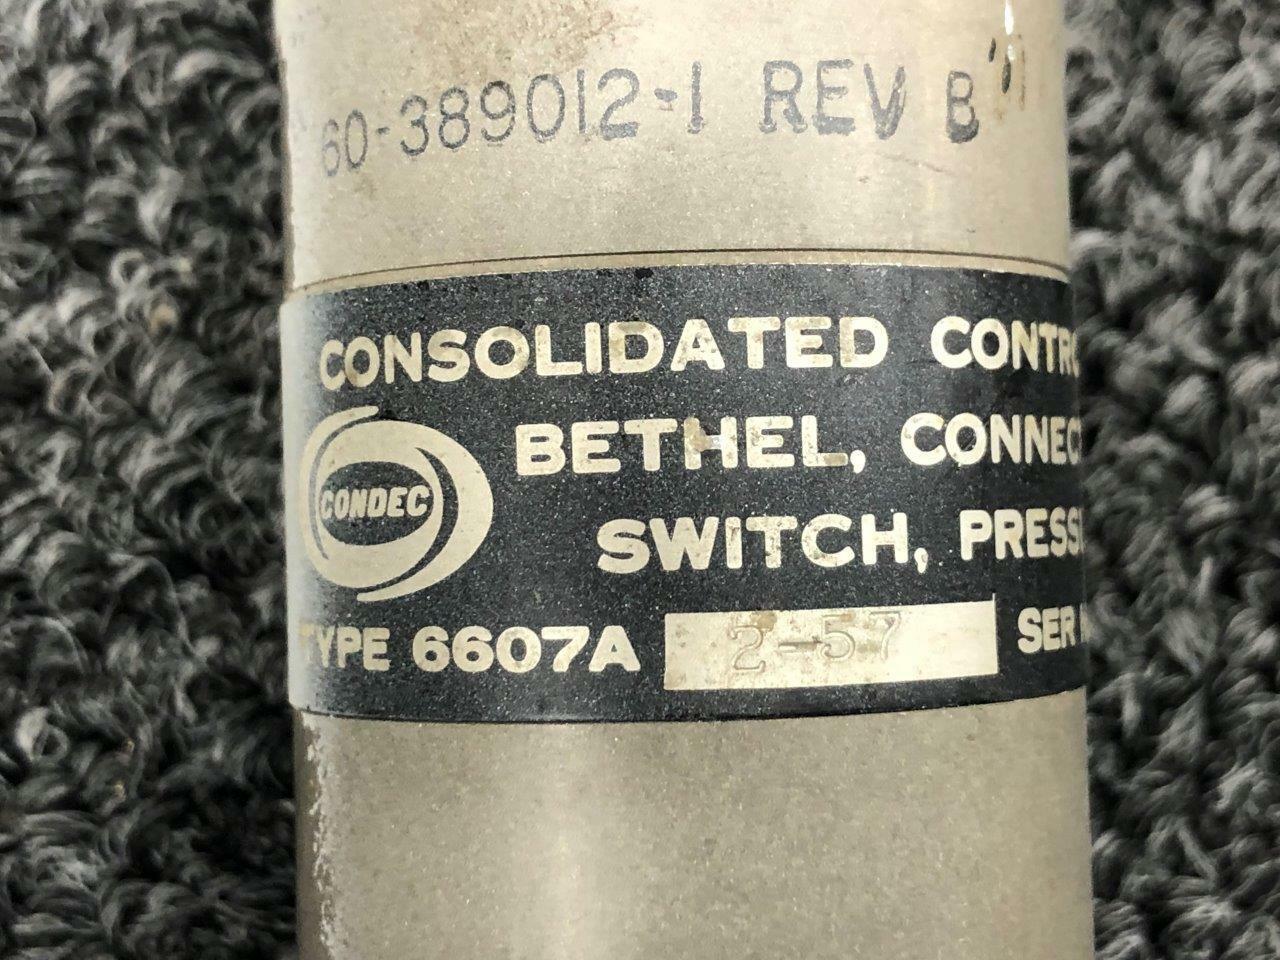 60-389012-1 REV B
CONSOLIDATED CONTRO
BETHEL, CONNEC
CONDEC
SWITCH, PRESS
TYPE 6607A 2-57 SER